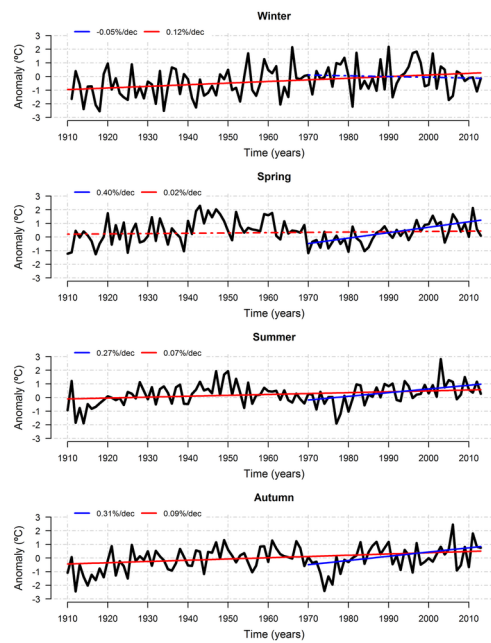 Winter
-0.05%/dec 0.12%/dec
Anomaly (ºC)
3
2
1
0
-1
-2
-3
1910 1920 1930 1940 1950 1960 1970 1980 1990 2000 2010
Time (years)
Spring
0.40%/dec 0.02%/dec
Anomaly (ºC)
3
2
1
0
-1
-2
-3
1910 1920 1930 1940 1950 1960 1970 1980 1990 2000 2010
Time (years)
Summer
0.27%/dec 0.07%/dec
Anomaly (ºC)
3
2
1
0
-1
-2
-3
1910 1920 1930 1940 1950 1960 1970 1980 1990 2000 2010
Time (years)
Autumn
0.31%/dec 0.09%/dec
Anomaly (ºC)
3
2
1
0
-1
-2
-3
1910 1920 1930 1940 1950 1960 1970 1980 1990 2000 2010
Time (years)